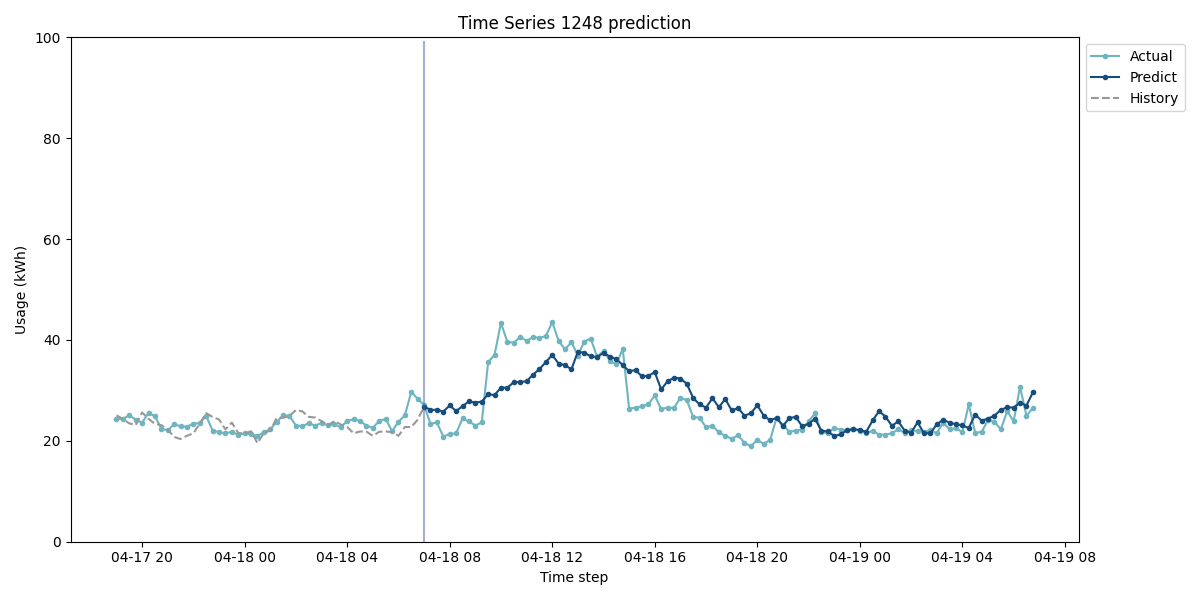 Time Series 1248 prediction
Usage (kWh)
100
80
60
40
20
0
04-17 20
04-18 00
04-18 04
04-18 08
04-18 12
04-18 16
04-18 20
04-19 00
04-19 04
04-19 08
Time step
Actual
Predict
History